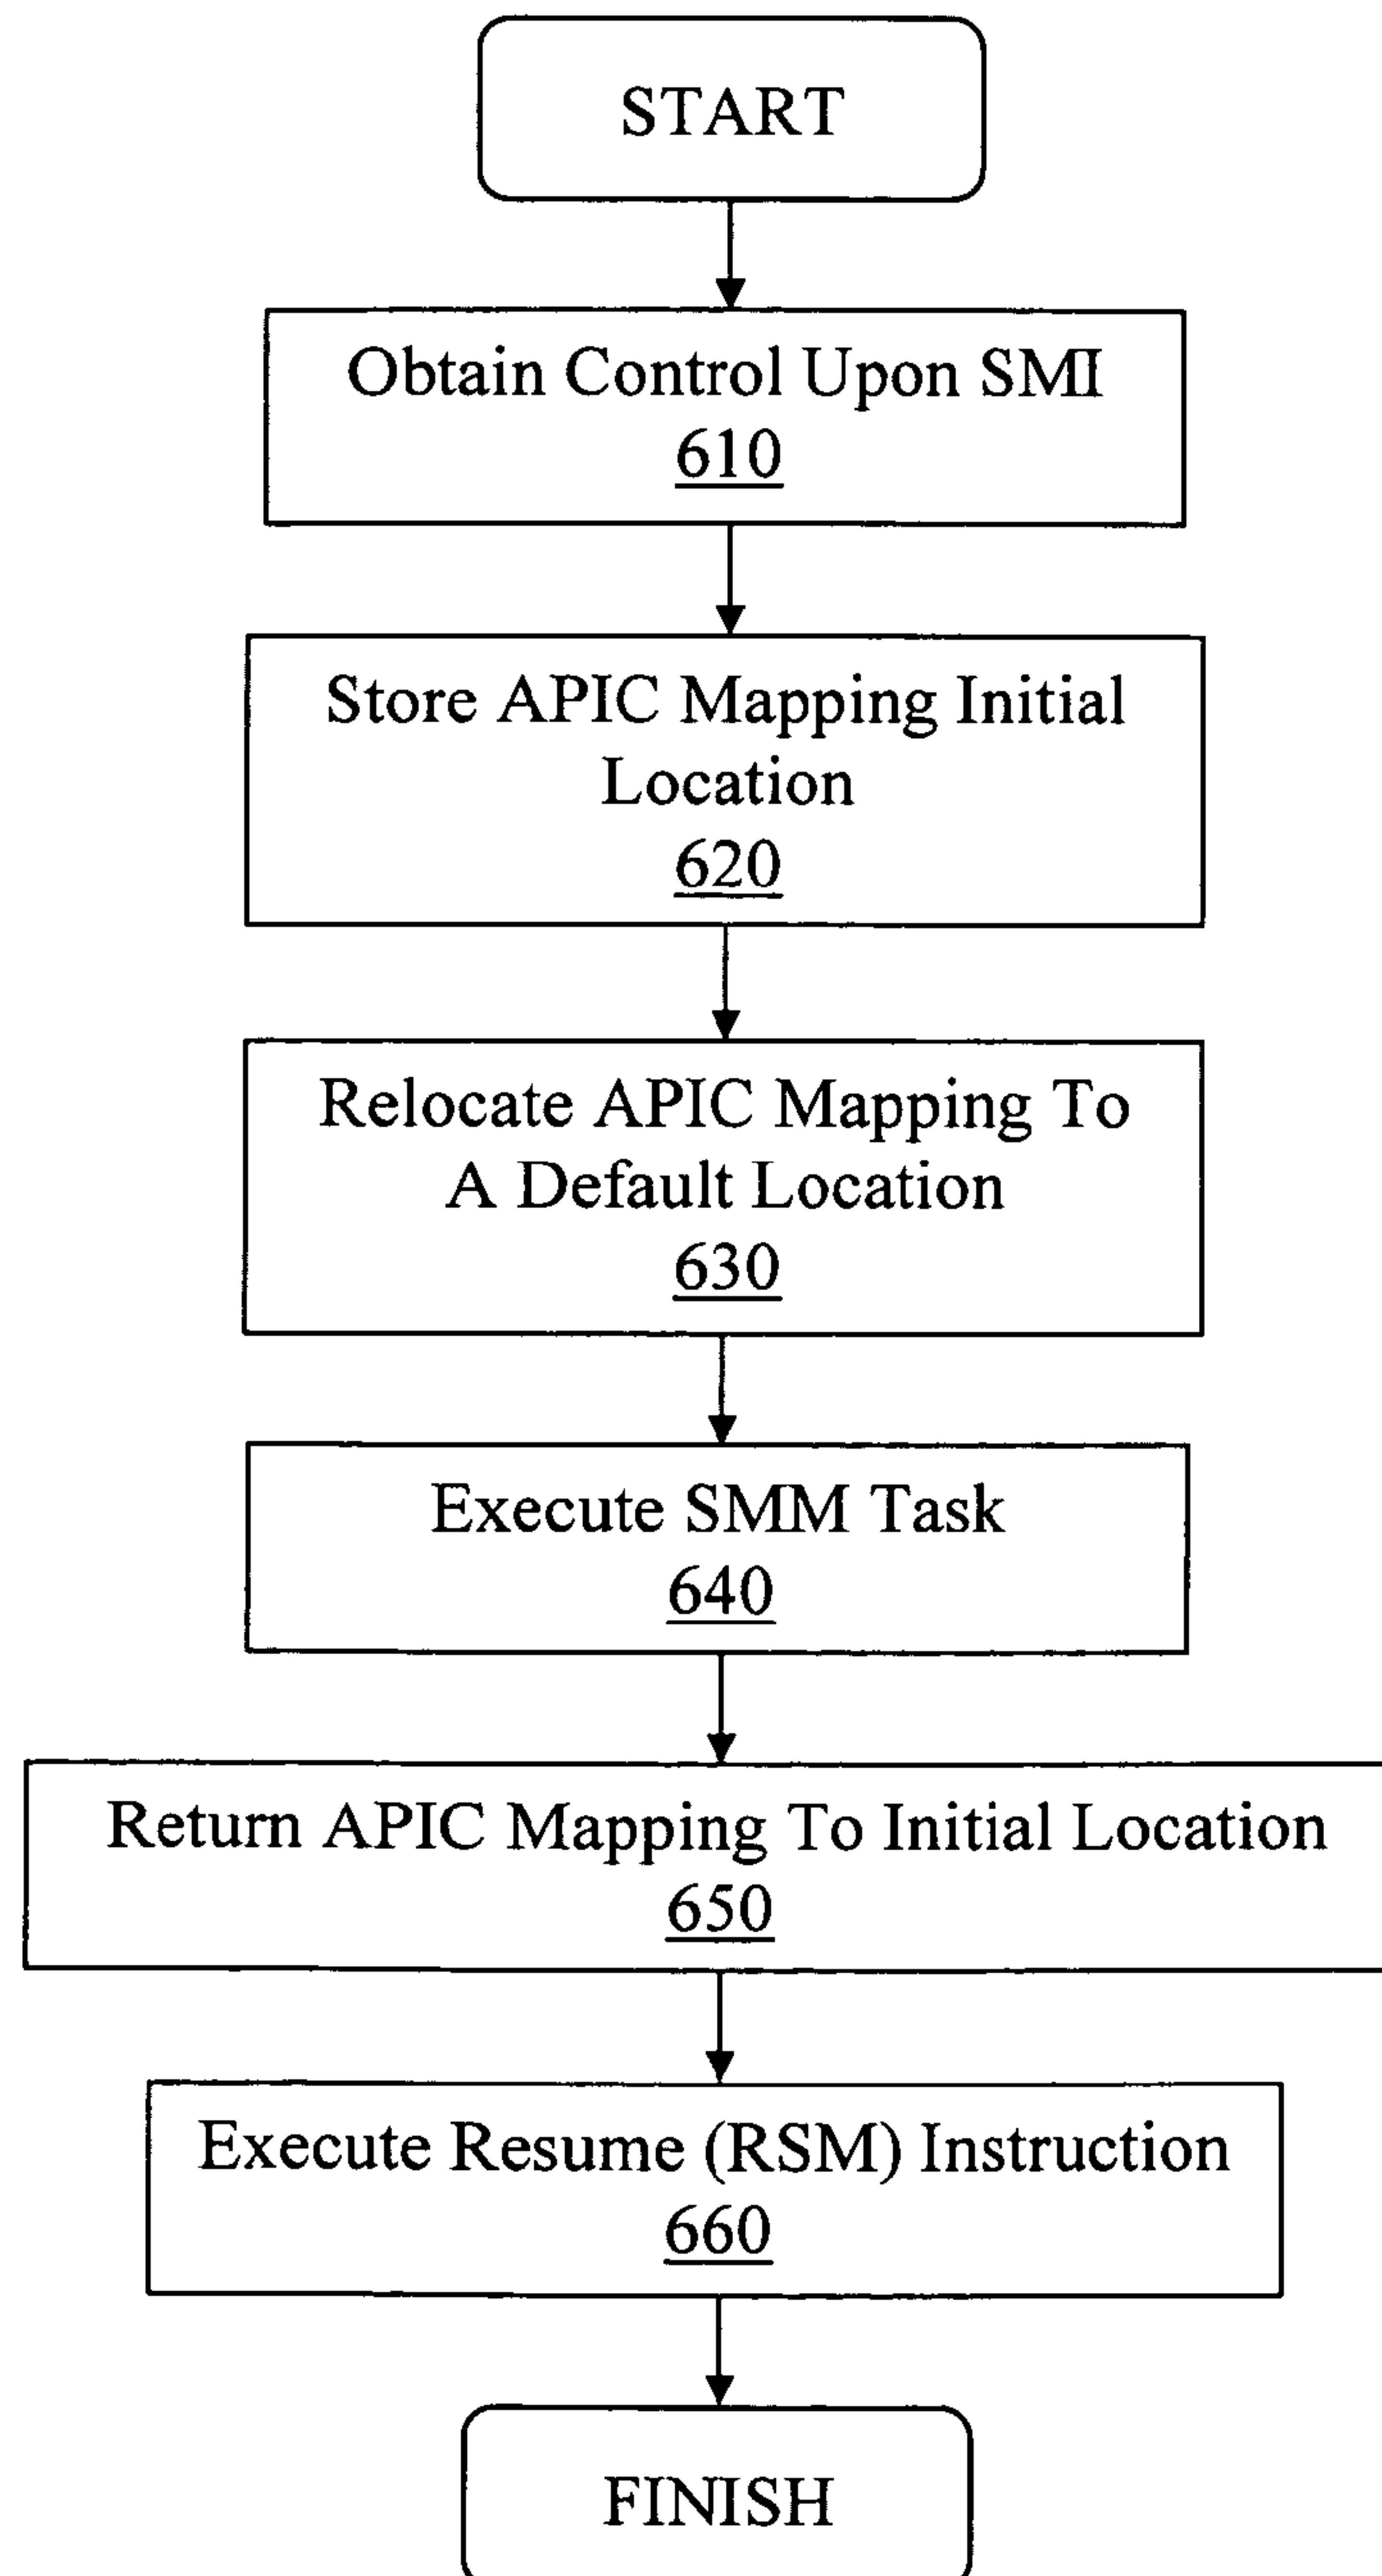 START
Obtain Control Upon SMI
610
Store APIC Mapping Initial
Location
620
Relocate APIC Mapping To
A Default Location
630
Execute SMM Task
640
Return APIC Mapping To Initial Location
650
Execute Resume (RSM) Instruction
660
FINISH